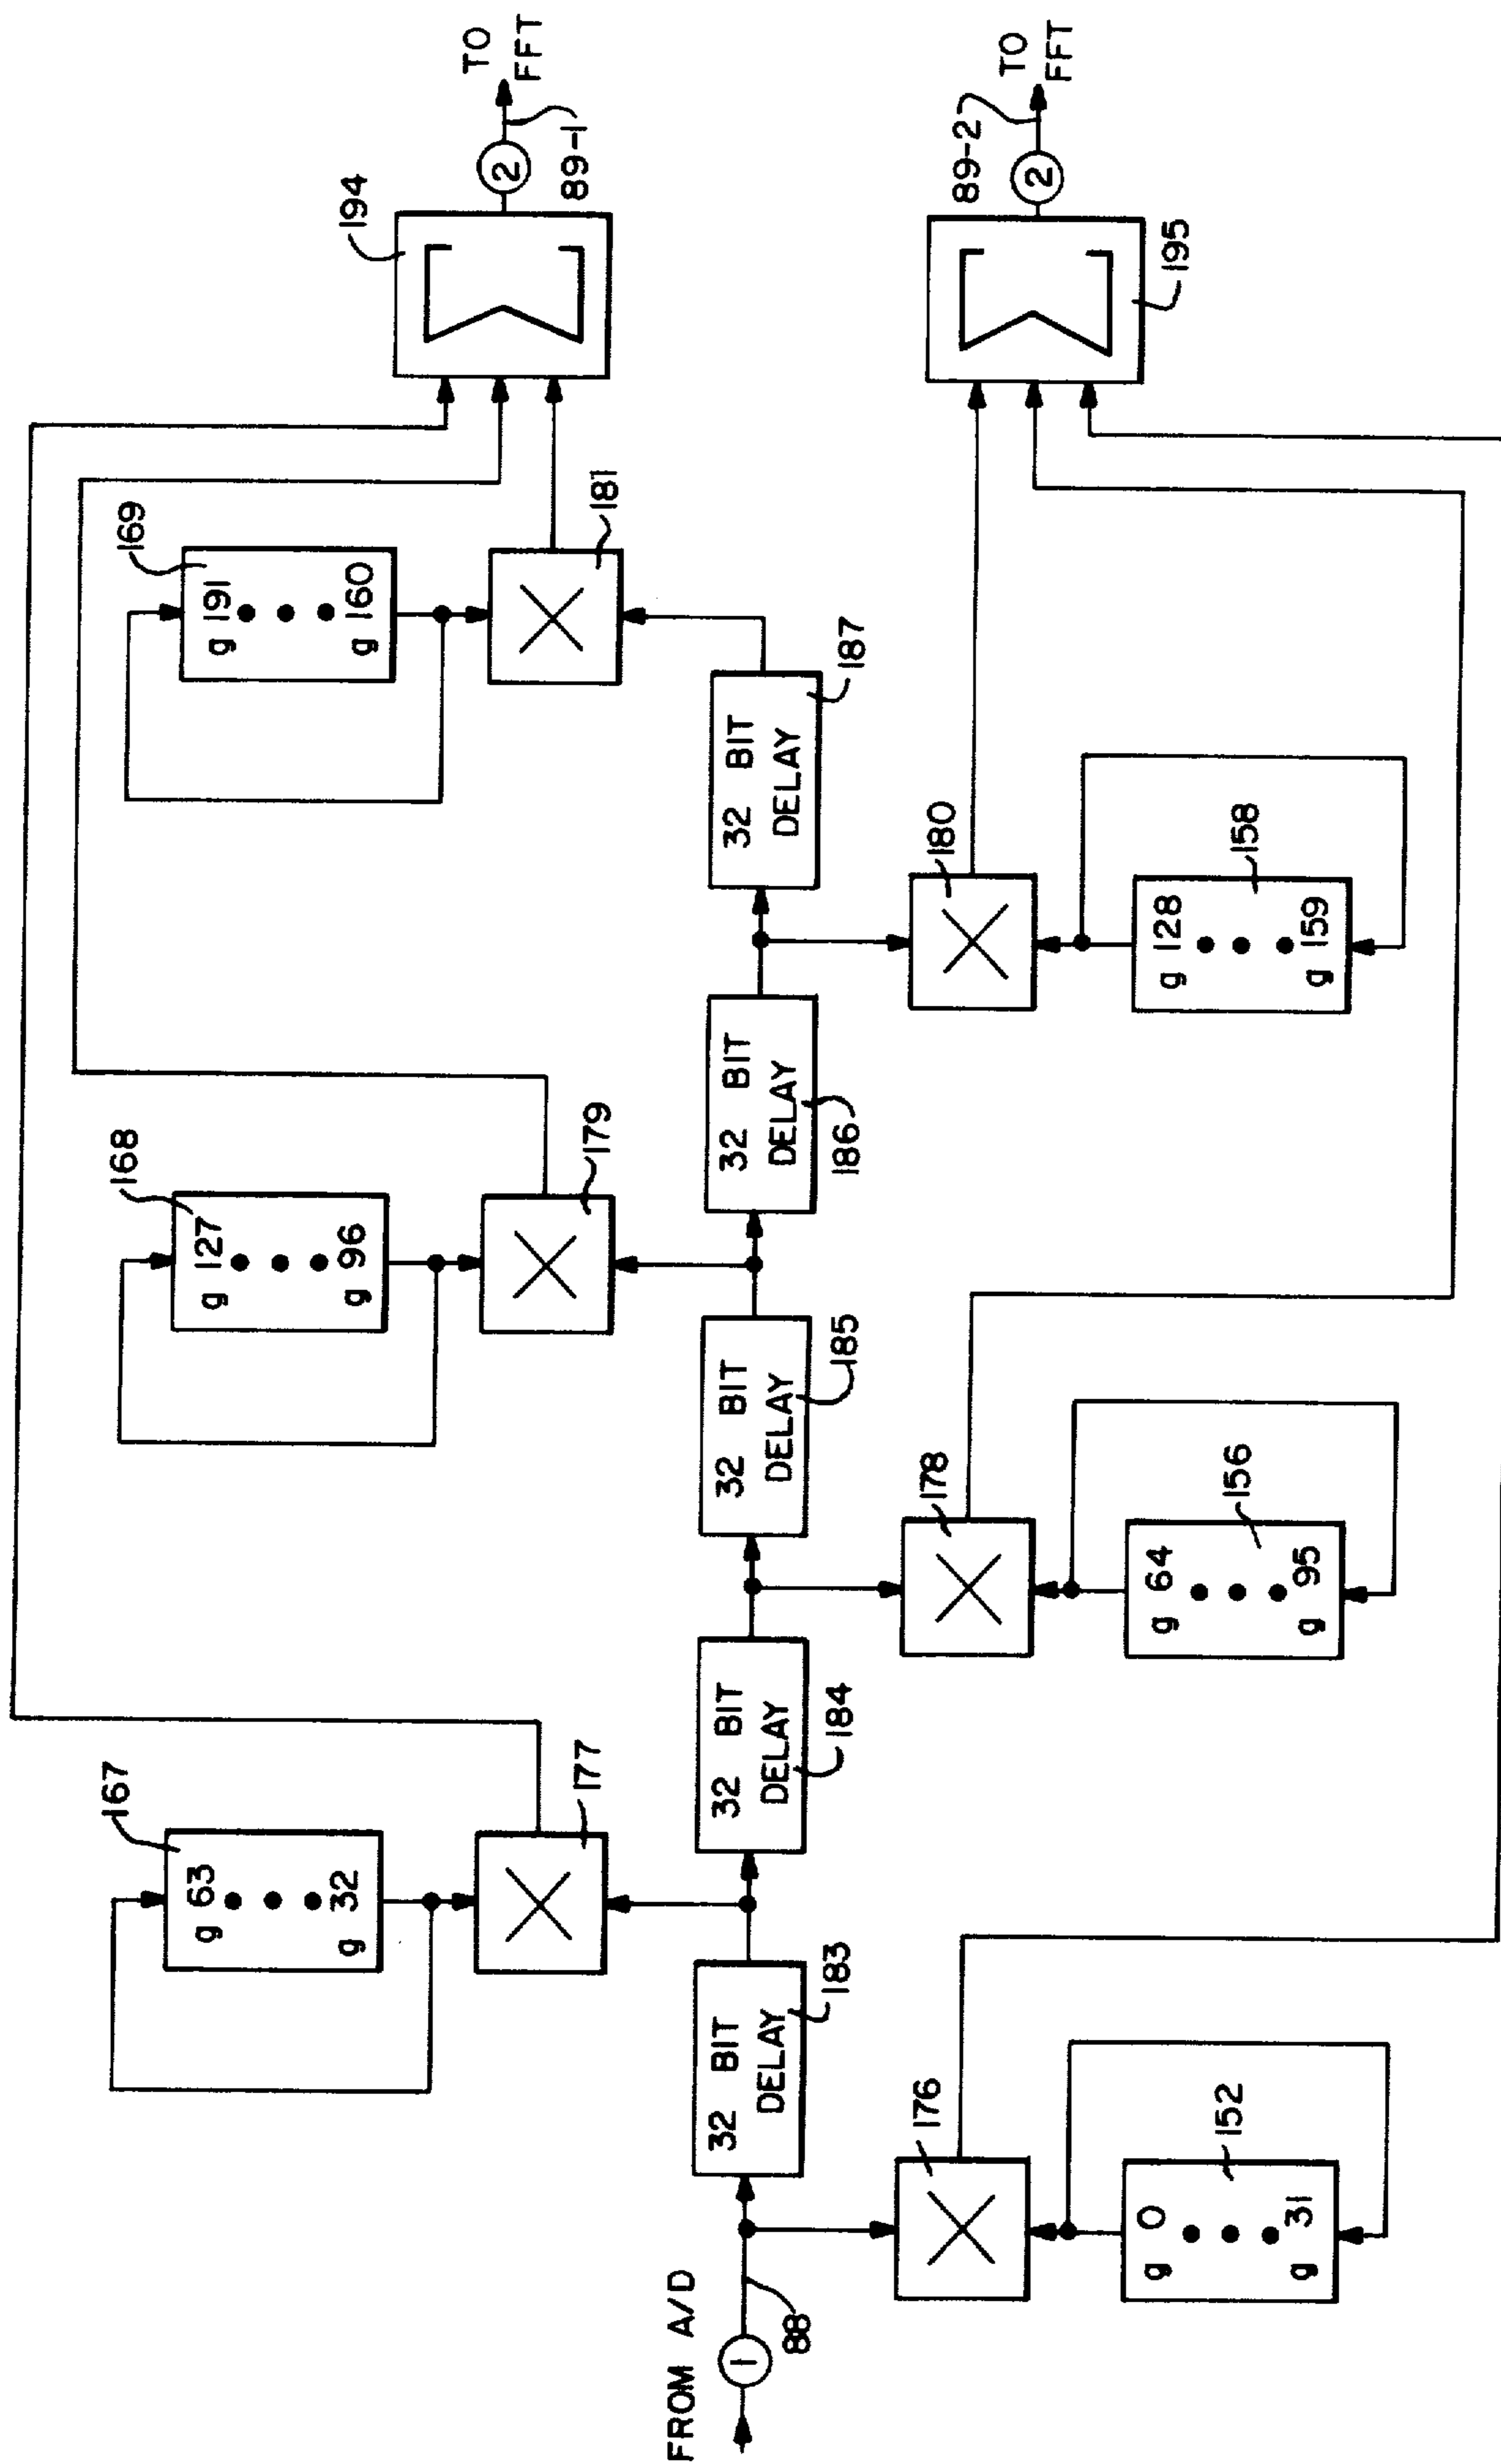 FROM A/D
1
88
g 63
g 32
167
177
32 BIT
DELAY
183
176
g 0
g 31
152
32 BIT
DELAY
184
178
g 64
g 95
156
g 127
g 96
168
179
32 BIT
DELAY
185
32 BIT
DELAY
186
180
g 128
g 159
158
g 191
g 160
169
181
32 BIT
DELAY
187
194
Σ
2
89-1
TO
FFT
195
Σ
2
89-2
TO
FFT